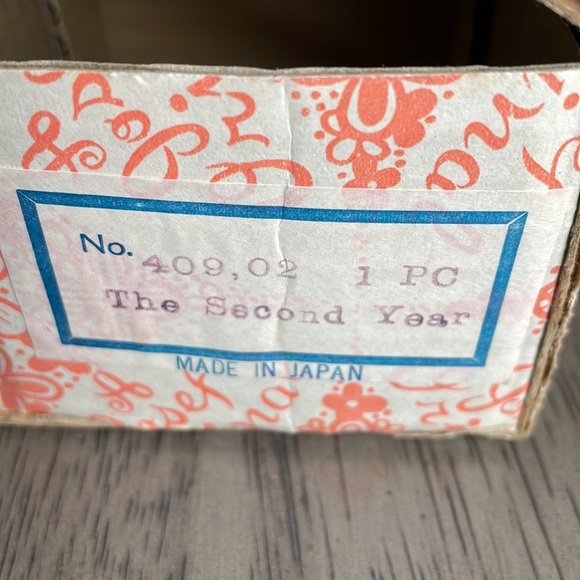 No. 409,02 1 PC
The Second Year
MADE IN JAPAN